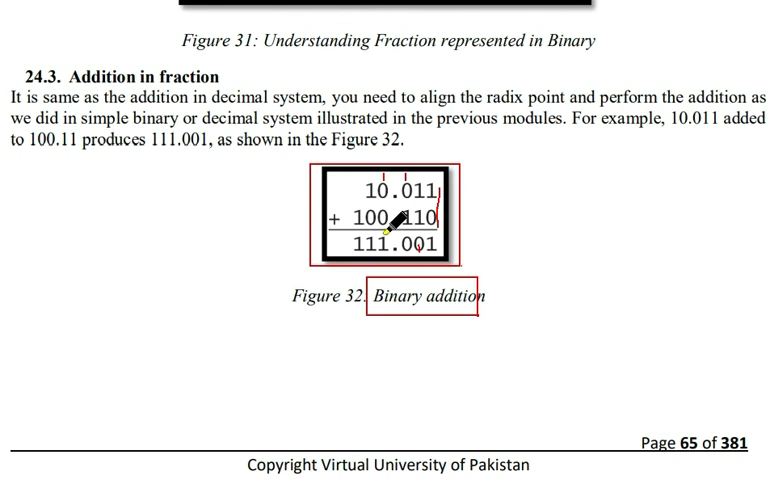 Figure 31: Understanding Fraction represented in Binary
24.3. Addition in fraction
It is same as the addition in decimal system, you need to align the radix point and perform the addition as
we did in simple binary or decimal system illustrated in the previous modules. For example, 10.011 added
to 100.11 produces 111.001, as shown in the Figure 32.
10.011
+ 100.110
111.001
Figure 32. Binary addition
Page 65 of 381
Copyright Virtual University of Pakistan